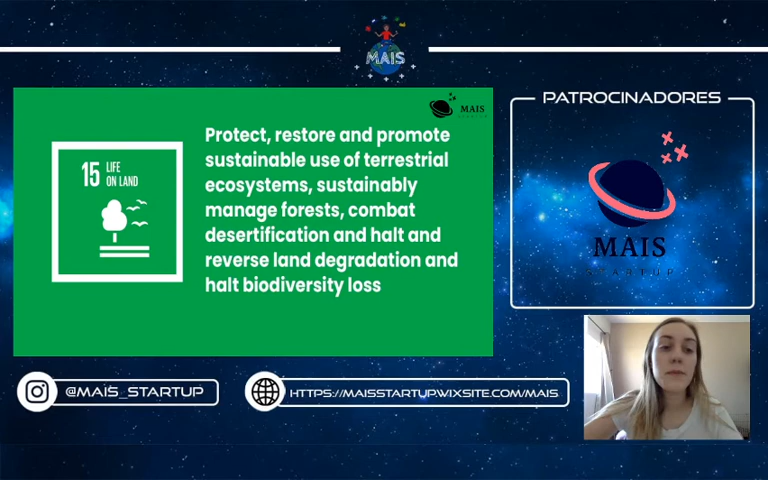 MAIS
PATROCINADORES
MAIS
STARTUP
15 LIFE
ON LAND
Protect, restore and promote
sustainable use of terrestrial
ecosystems, sustainably
manage forests, combat
desertification and halt and
reverse land degradation and
halt biodiversity loss
MAIS
STARTUP
@MAIS_STARTUP
HTTPS://MAISSTARTUP.WIXSITE.COM/MAIS